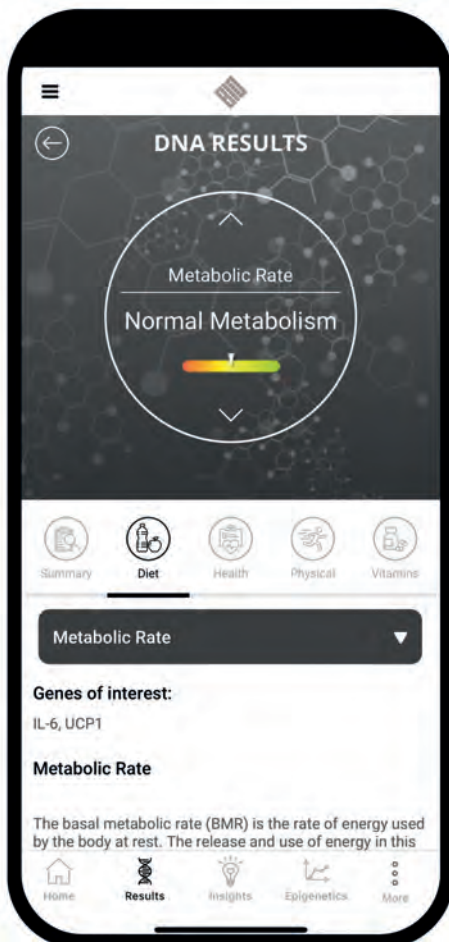 DNA RESULTS
Metabolic Rate
Normal Metabolism
Summary
Diet
Health
Physical
Vitamins
Metabolic Rate
Genes of interest:
IL-6, UCP1
Metabolic Rate
The basal metabolic rate (BMR) is the rate of energy used
by the body at rest. The release and use of energy in this
Home
Results
Insights
Epigenetics
More